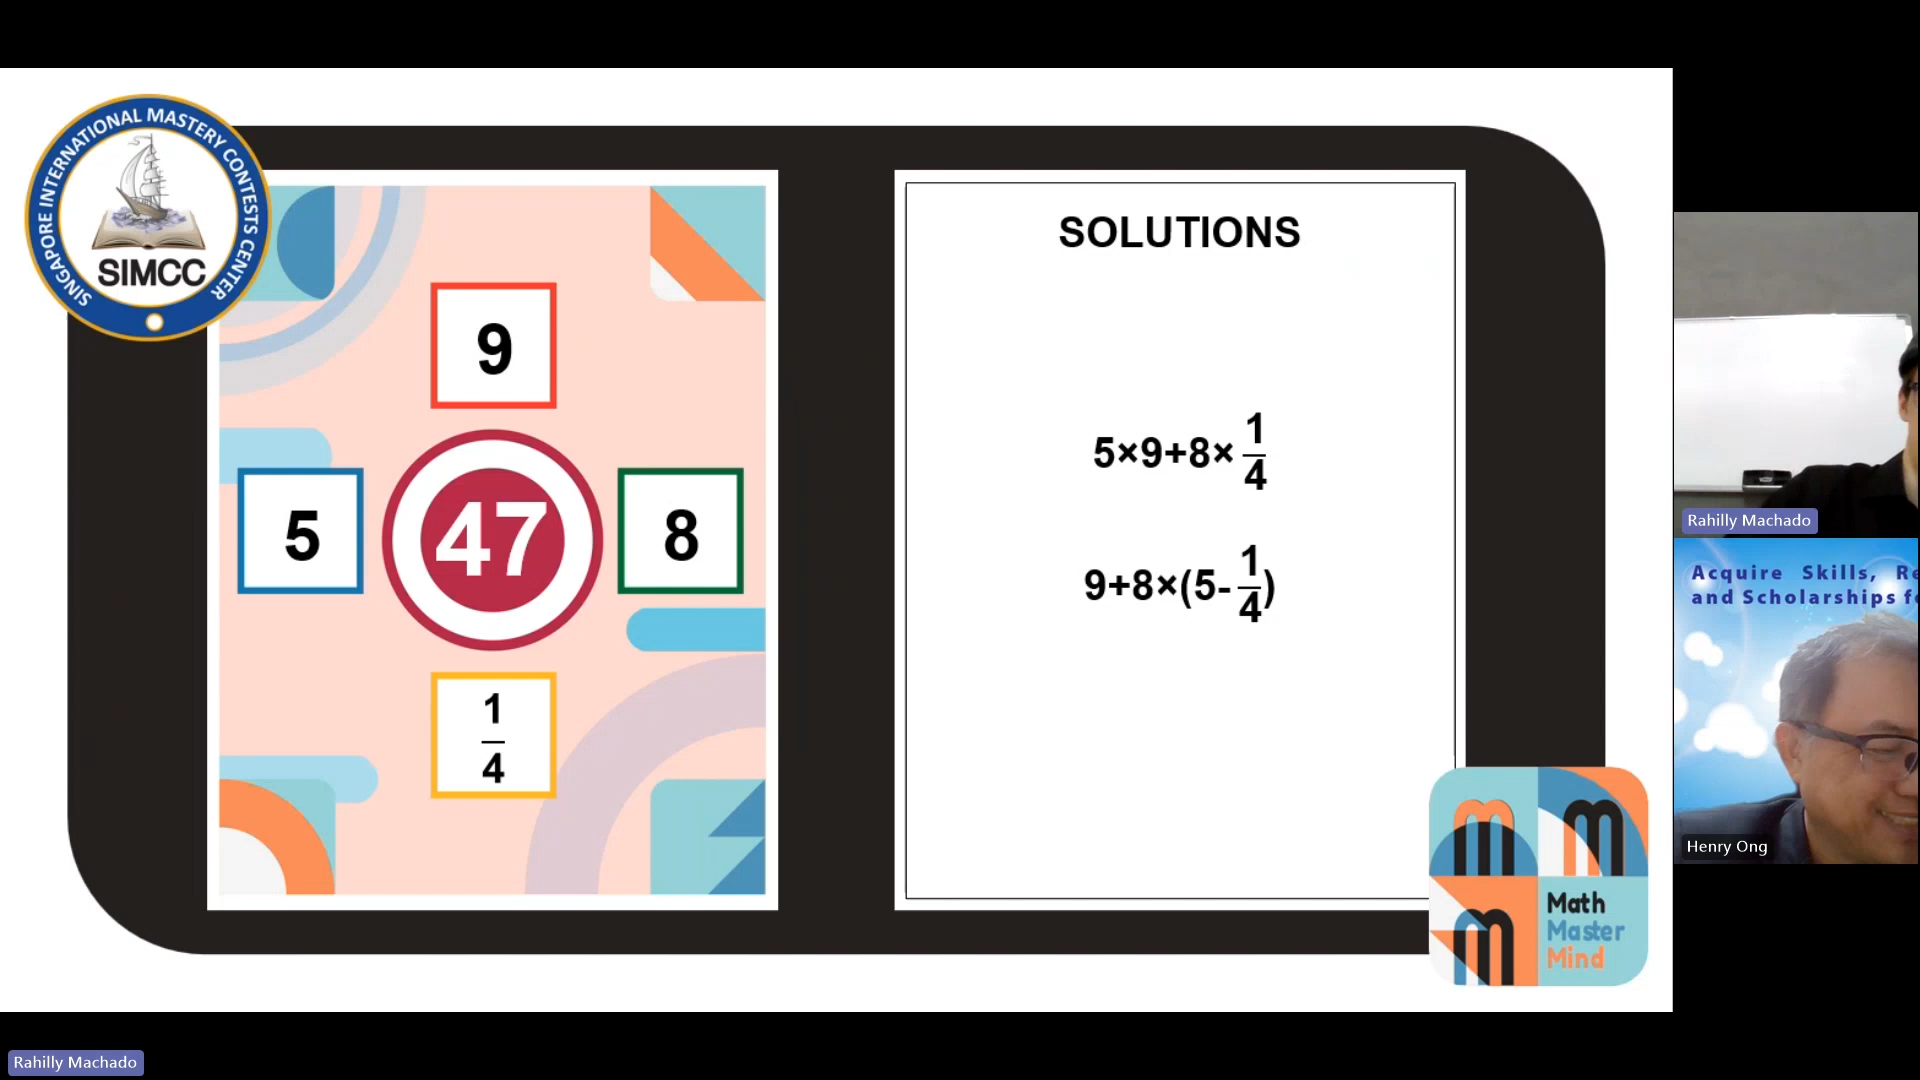 SINGAPORE INTERNATIONAL MASTERY CONTESTS CENTER
SIMCC
9
5
47
8
1
4
SOLUTIONS
5×9+8×1/4
9+8×(5-1/4)
Math
Master
Mind
Rahilly Machado
Acquire Skills,
and Scholarships
Henry Ong
Rahilly Machado